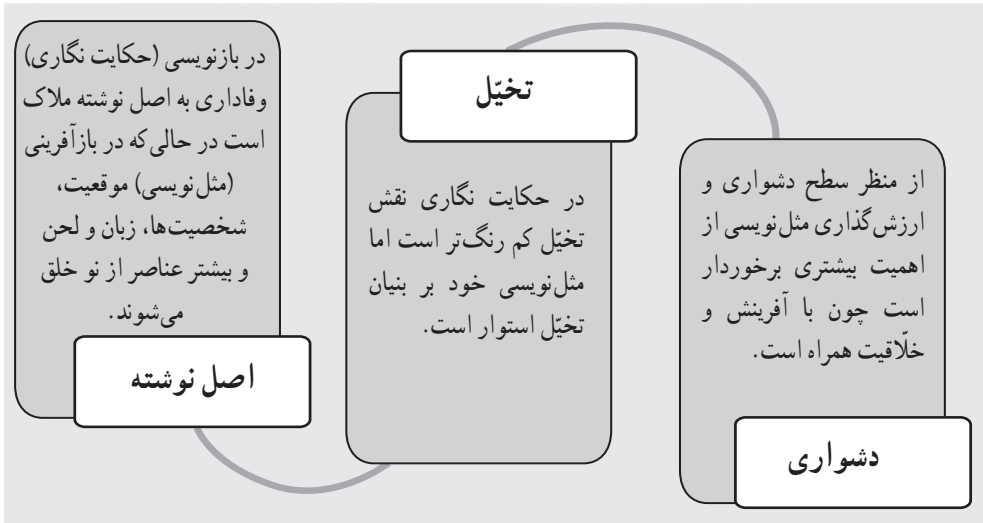 از منظر سطح دشواری و
ارزش‌گذاری مثل‌نویسی از
اهمیت بیشتری برخوردار
است چون با آفرینش و
خلّاقیت همراه است.
دشواری
تخیّل
در حکایت نگاری نقش
تخیّل کم رنگ‌تر است اما
مثل‌نویسی خود بر بنیان
تخیّل استوار است.
در بازنویسی (حکایت نگاری)
وفاداری به اصل نوشته ملاک
است در حالی‌که در بازآفرینی
(مثل‌نویسی) موقعیت،
شخصیت‌ها، زبان و لحن
و بیشتر عناصر از نو خلق
می‌شوند.
اصل نوشته